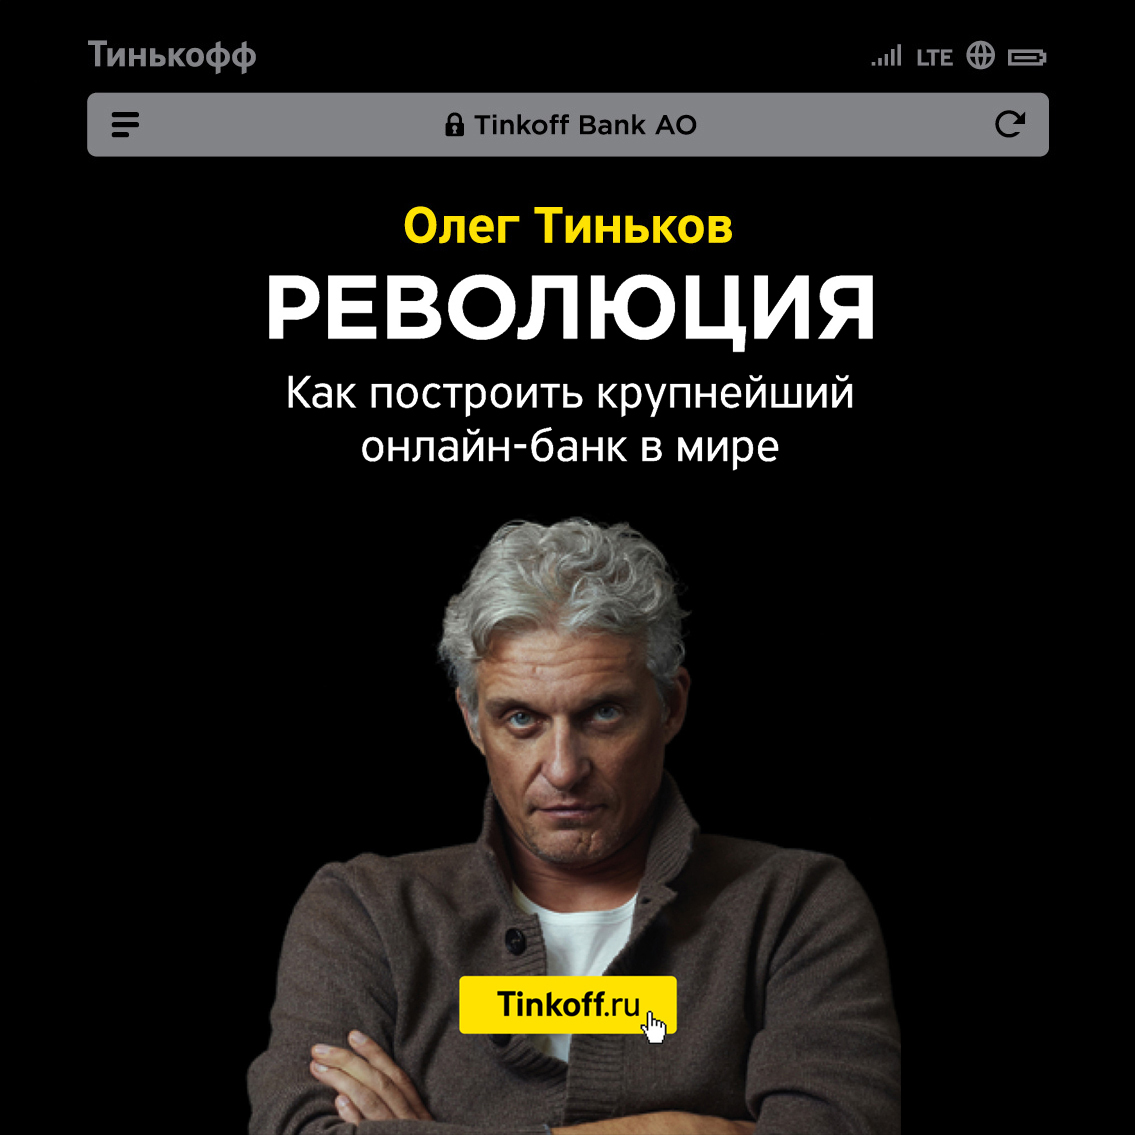 Тинькофф
LTE
Tinkoff Bank AO
Олег Тиньков
РЕВОЛЮЦИЯ
Как построить крупнейший
онлайн-банк в мире
Tinkoff.ru